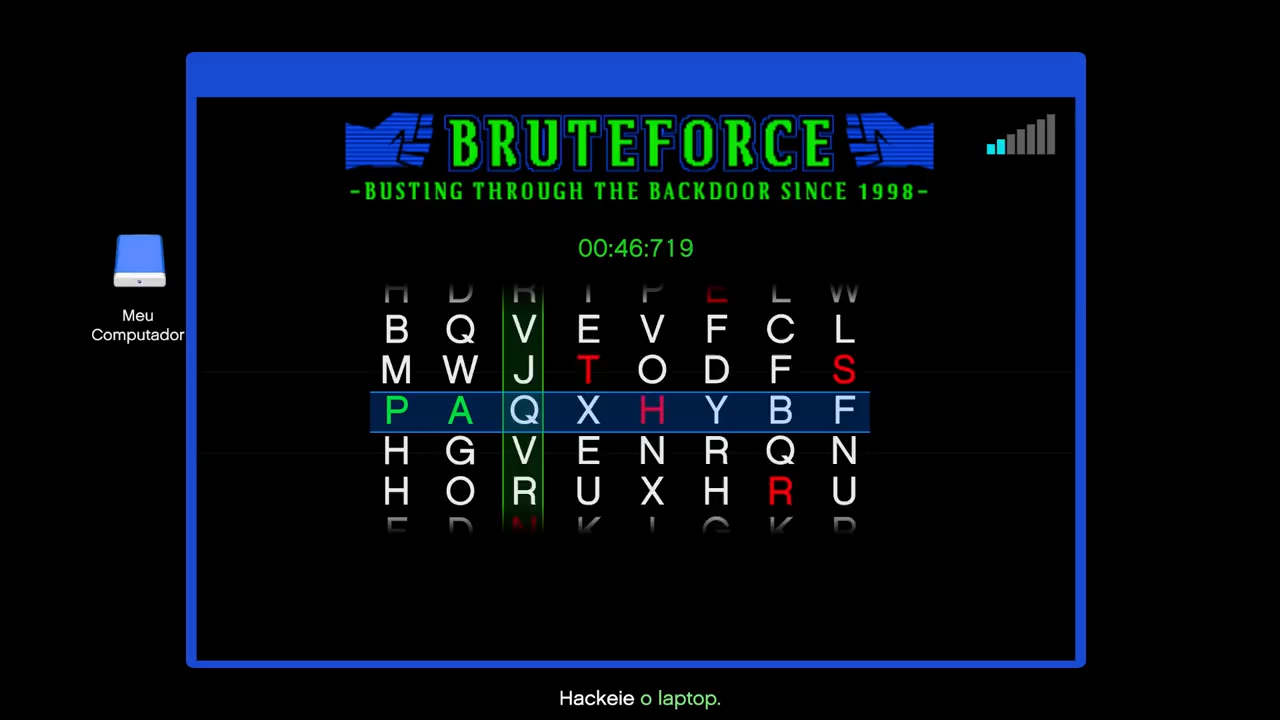 BRUTEFORCE
-BUSTING THROUGH THE BACKDOOR SINCE 1998-
00:46:719
H D R T P E L W
B Q V E V F C L
M W J T O D F S
P A Q X H Y B F
H G V E N R Q N
H O R U X H R U
Meu
Computador
Hackeie o laptop.